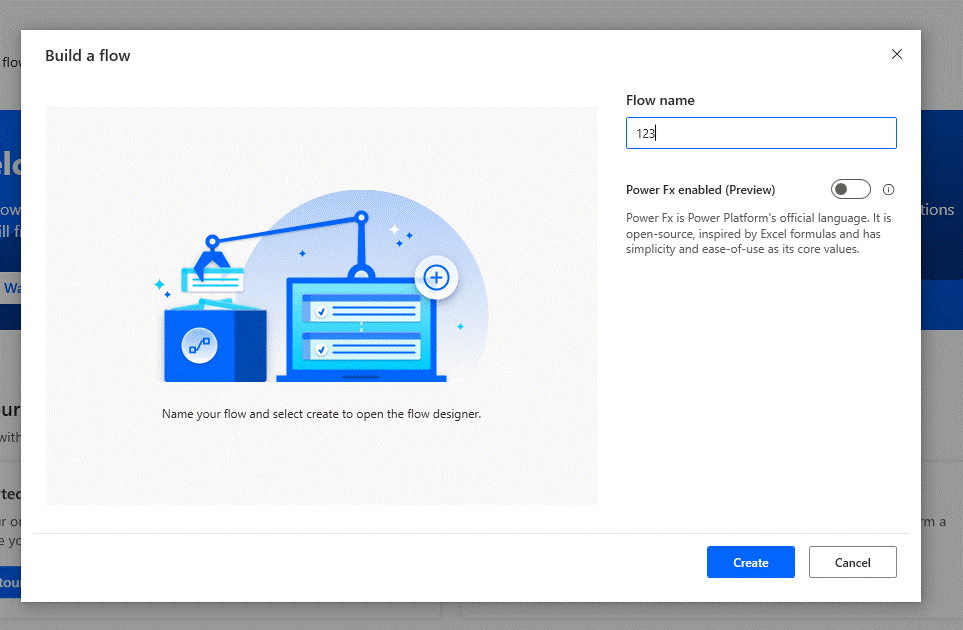 Build a flow
Flow name
123
Power Fx enabled (Preview)
Power Fx is Power Platform's official language. It is
open-source, inspired by Excel formulas and has
simplicity and ease-of-use as its core values.
Name your flow and select create to open the flow designer.
Create
Cancel